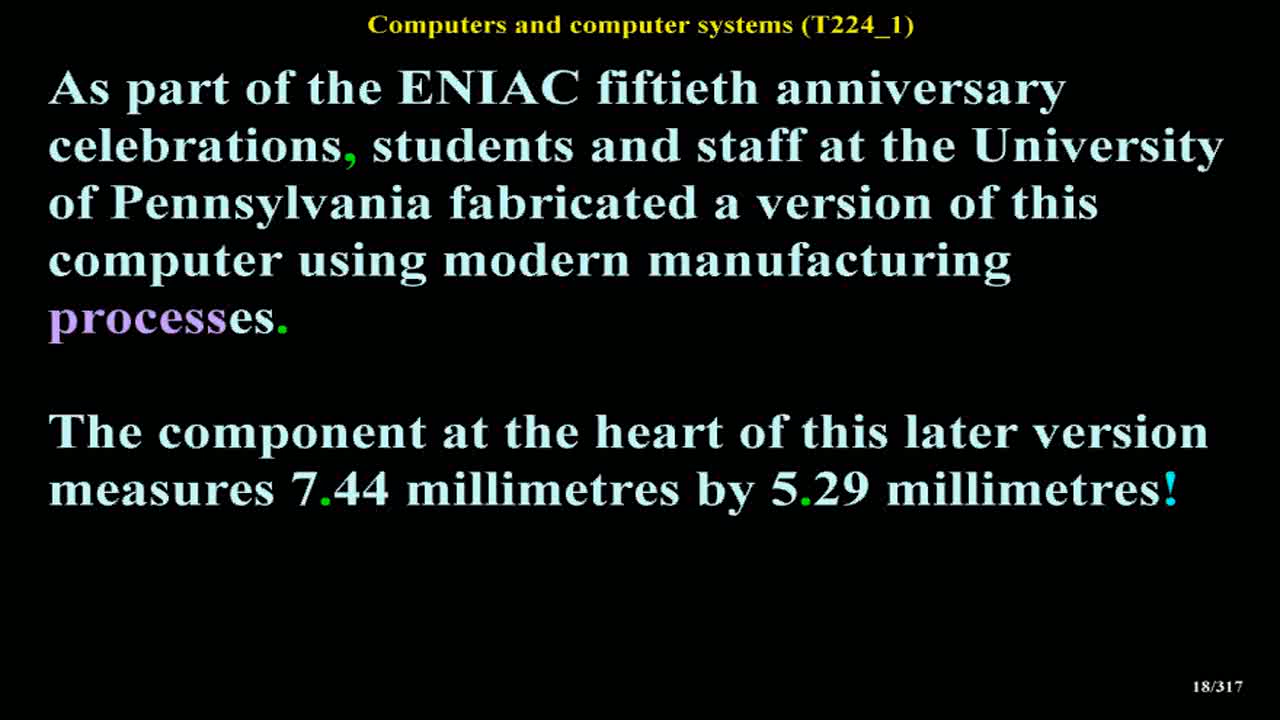 Computers and computer systems (T224_1)
As part of the ENIAC fiftieth anniversary
celebrations, students and staff at the University
of Pennsylvania fabricated a version of this
computer using modern manufacturing
processes.
The component at the heart of this later version
measures 7.44 millimetres by 5.29 millimetres!
18/317